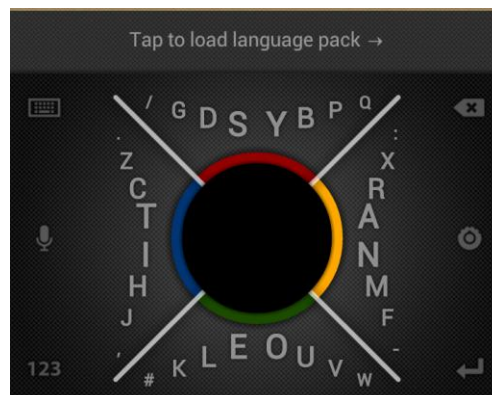 Tap to load language pack →
/ G D S Y B P Q
. :
Z X
C R
T A
I N
H M
J F
, -
123 # K L E O U V W